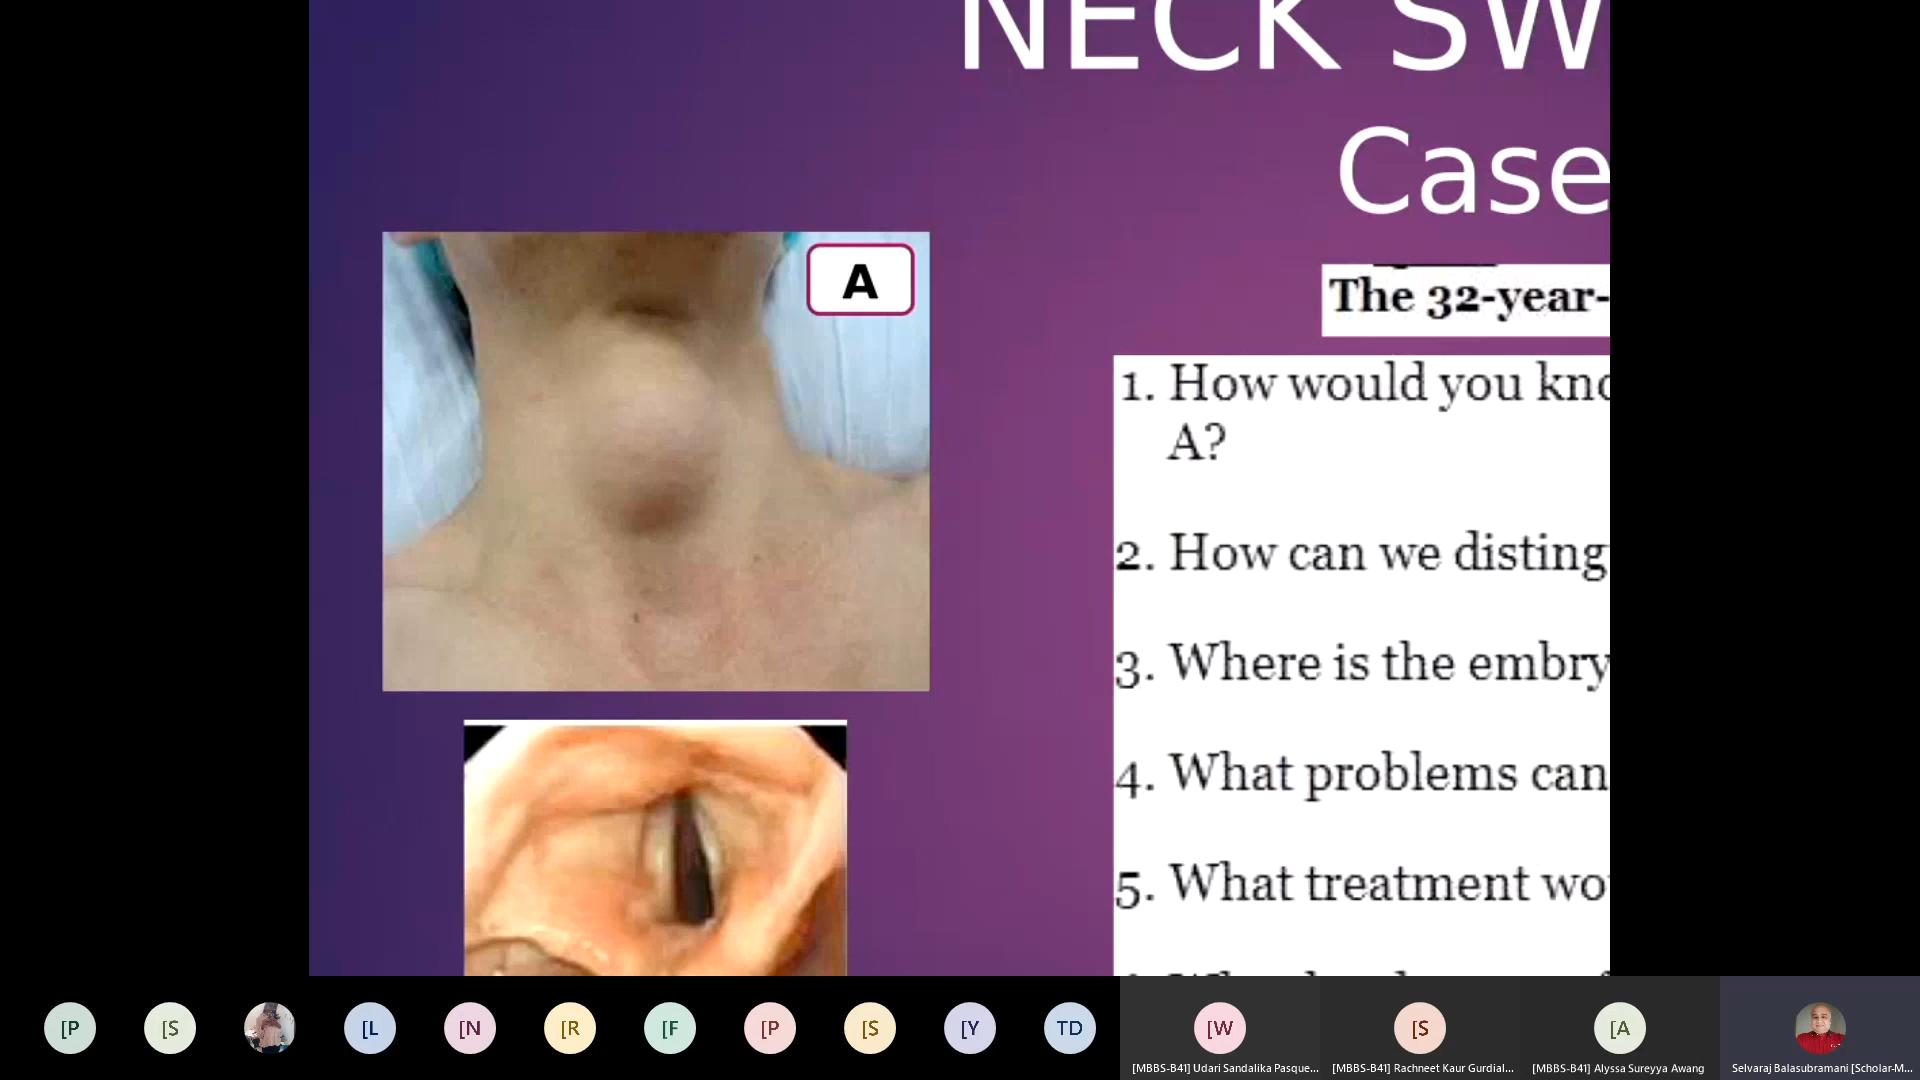 NECK SW
Case
A
The 32-year-
1. How would you kno
A?
2. How can we disting
3. Where is the embry
4. What problems can
5. What treatment wo
[P
[S
[L
[N
[R
[F
[P
[S
[Y
TD
[W
[S
[A
[MBBS-B41] Udari Sandalika Pasque...
[MBBS-B41] Rachneet Kaur Gurdial...
[MBBS-B41] Alyssa Sureyya Awang
Selvaraj Balasubramani [Scholar-M...